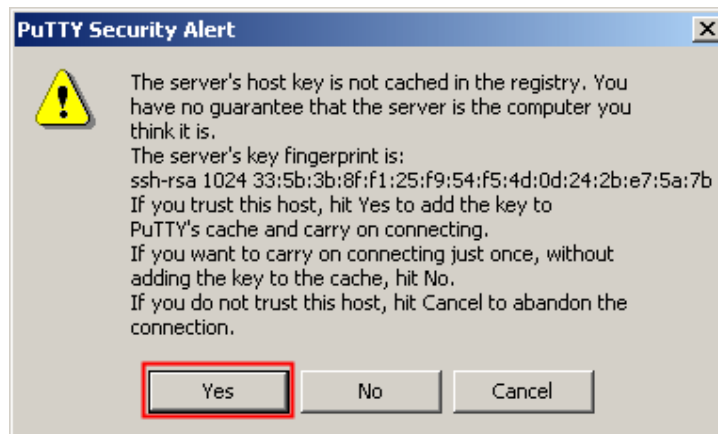 PuTTY Security Alert
The server's host key is not cached in the registry. You
have no guarantee that the server is the computer you
think it is.
The server's key fingerprint is:
ssh-rsa 1024 33:5b:3b:8f:f1:25:f9:54:f5:4d:0d:24:2b:e7:5a:7b
If you trust this host, hit Yes to add the key to
PuTTY's cache and carry on connecting.
If you want to carry on connecting just once, without
adding the key to the cache, hit No.
If you do not trust this host, hit Cancel to abandon the
connection.
Yes No Cancel